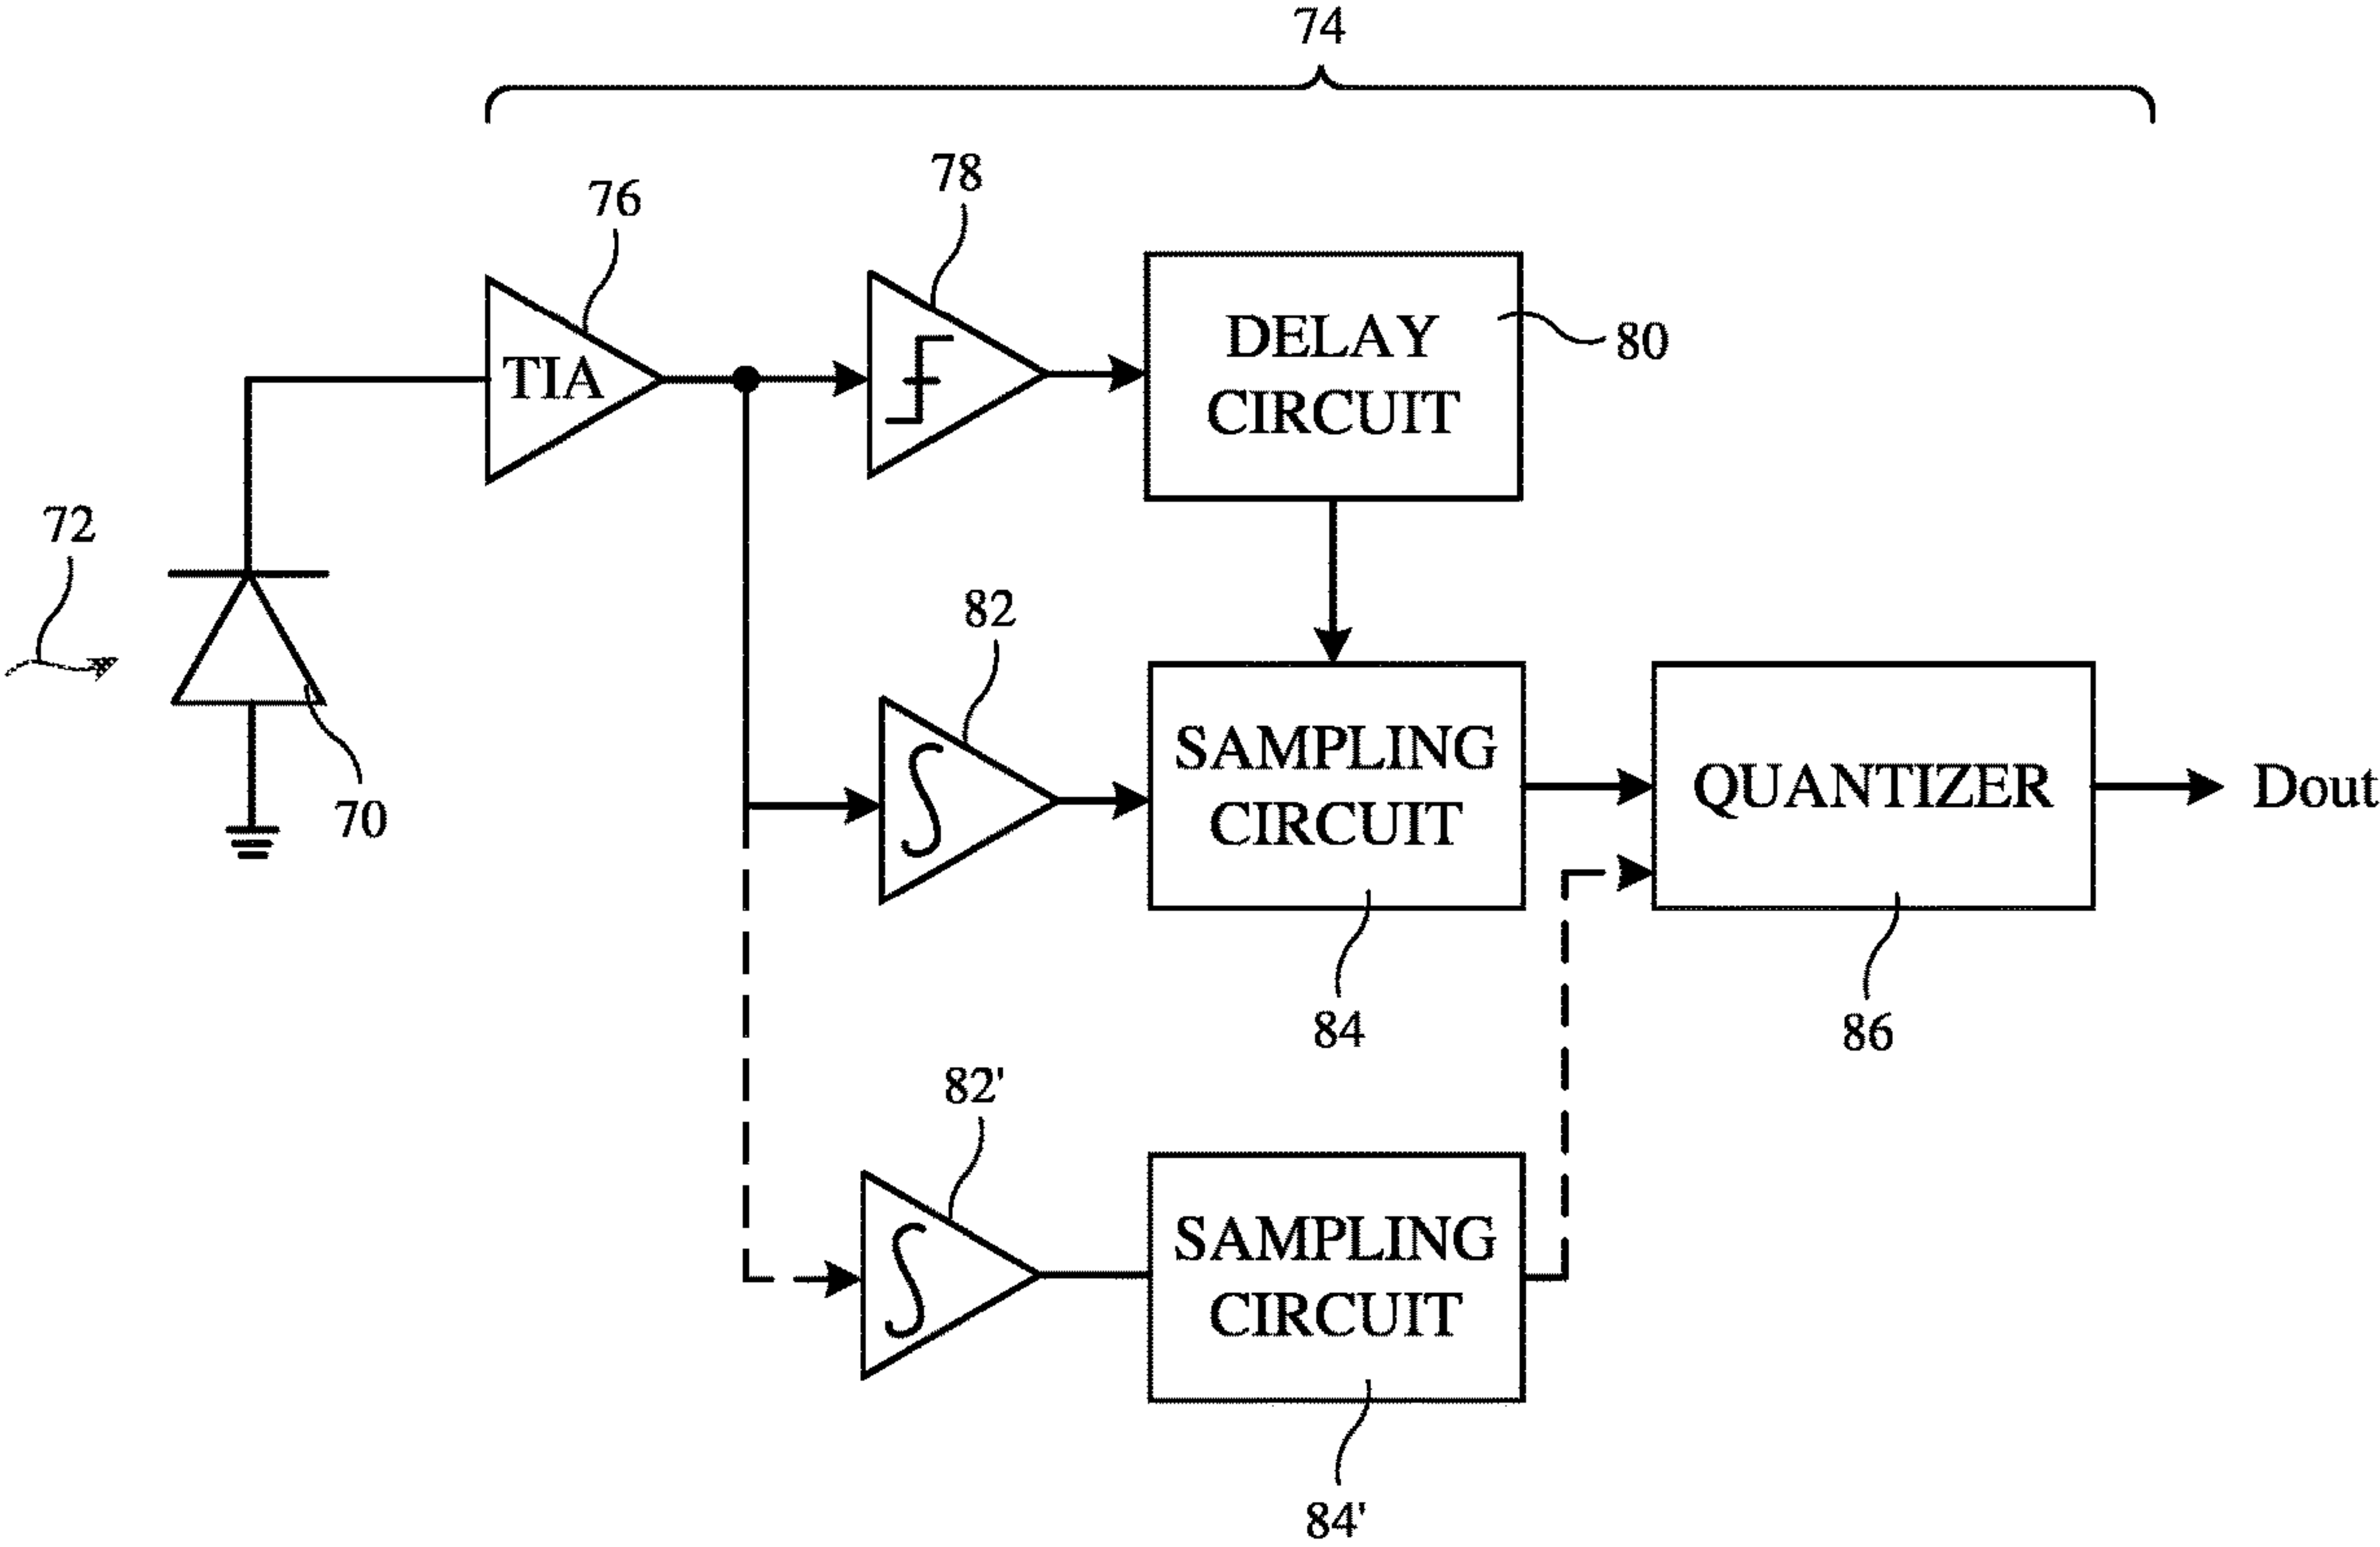 74
78
76
TIA
DELAY
CIRCUIT
80
72
82
70
SAMPLING
CIRCUIT
QUANTIZER
Dout
84
86
82'
SAMPLING
CIRCUIT
84'